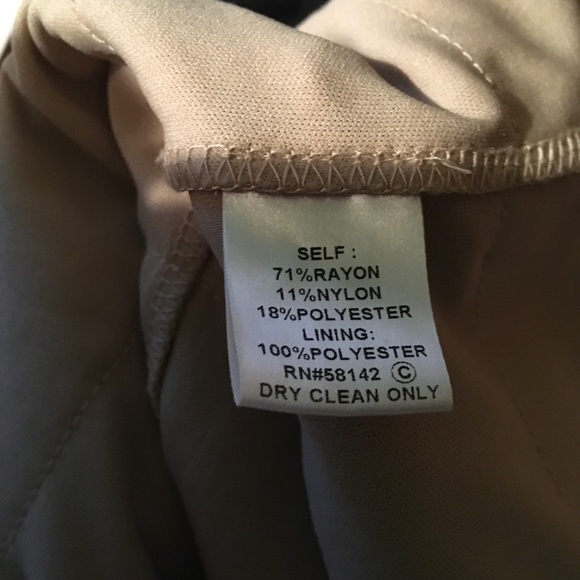 SELF :
71%RAYON
11%NYLON
18%POLYESTER
LINING:
100%POLYESTER
RN#58142 Ⓒ
DRY CLEAN ONLY